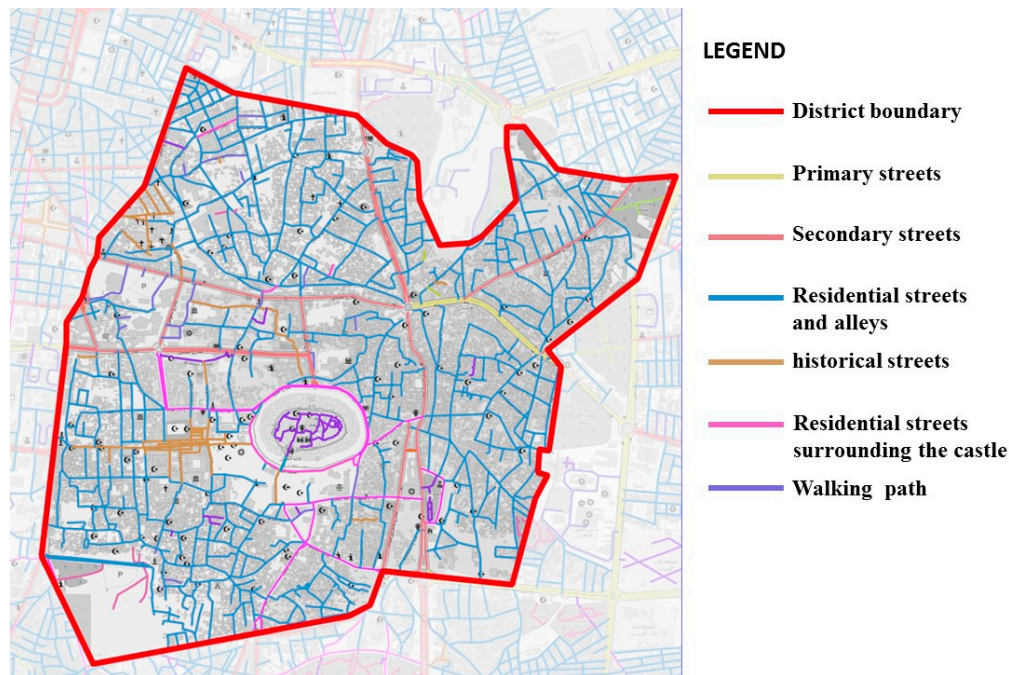 LEGEND
District boundary
Primary streets
Secondary streets
Residential streets
and alleys
historical streets
Residential streets
surrounding the castle
Walking path
P
P